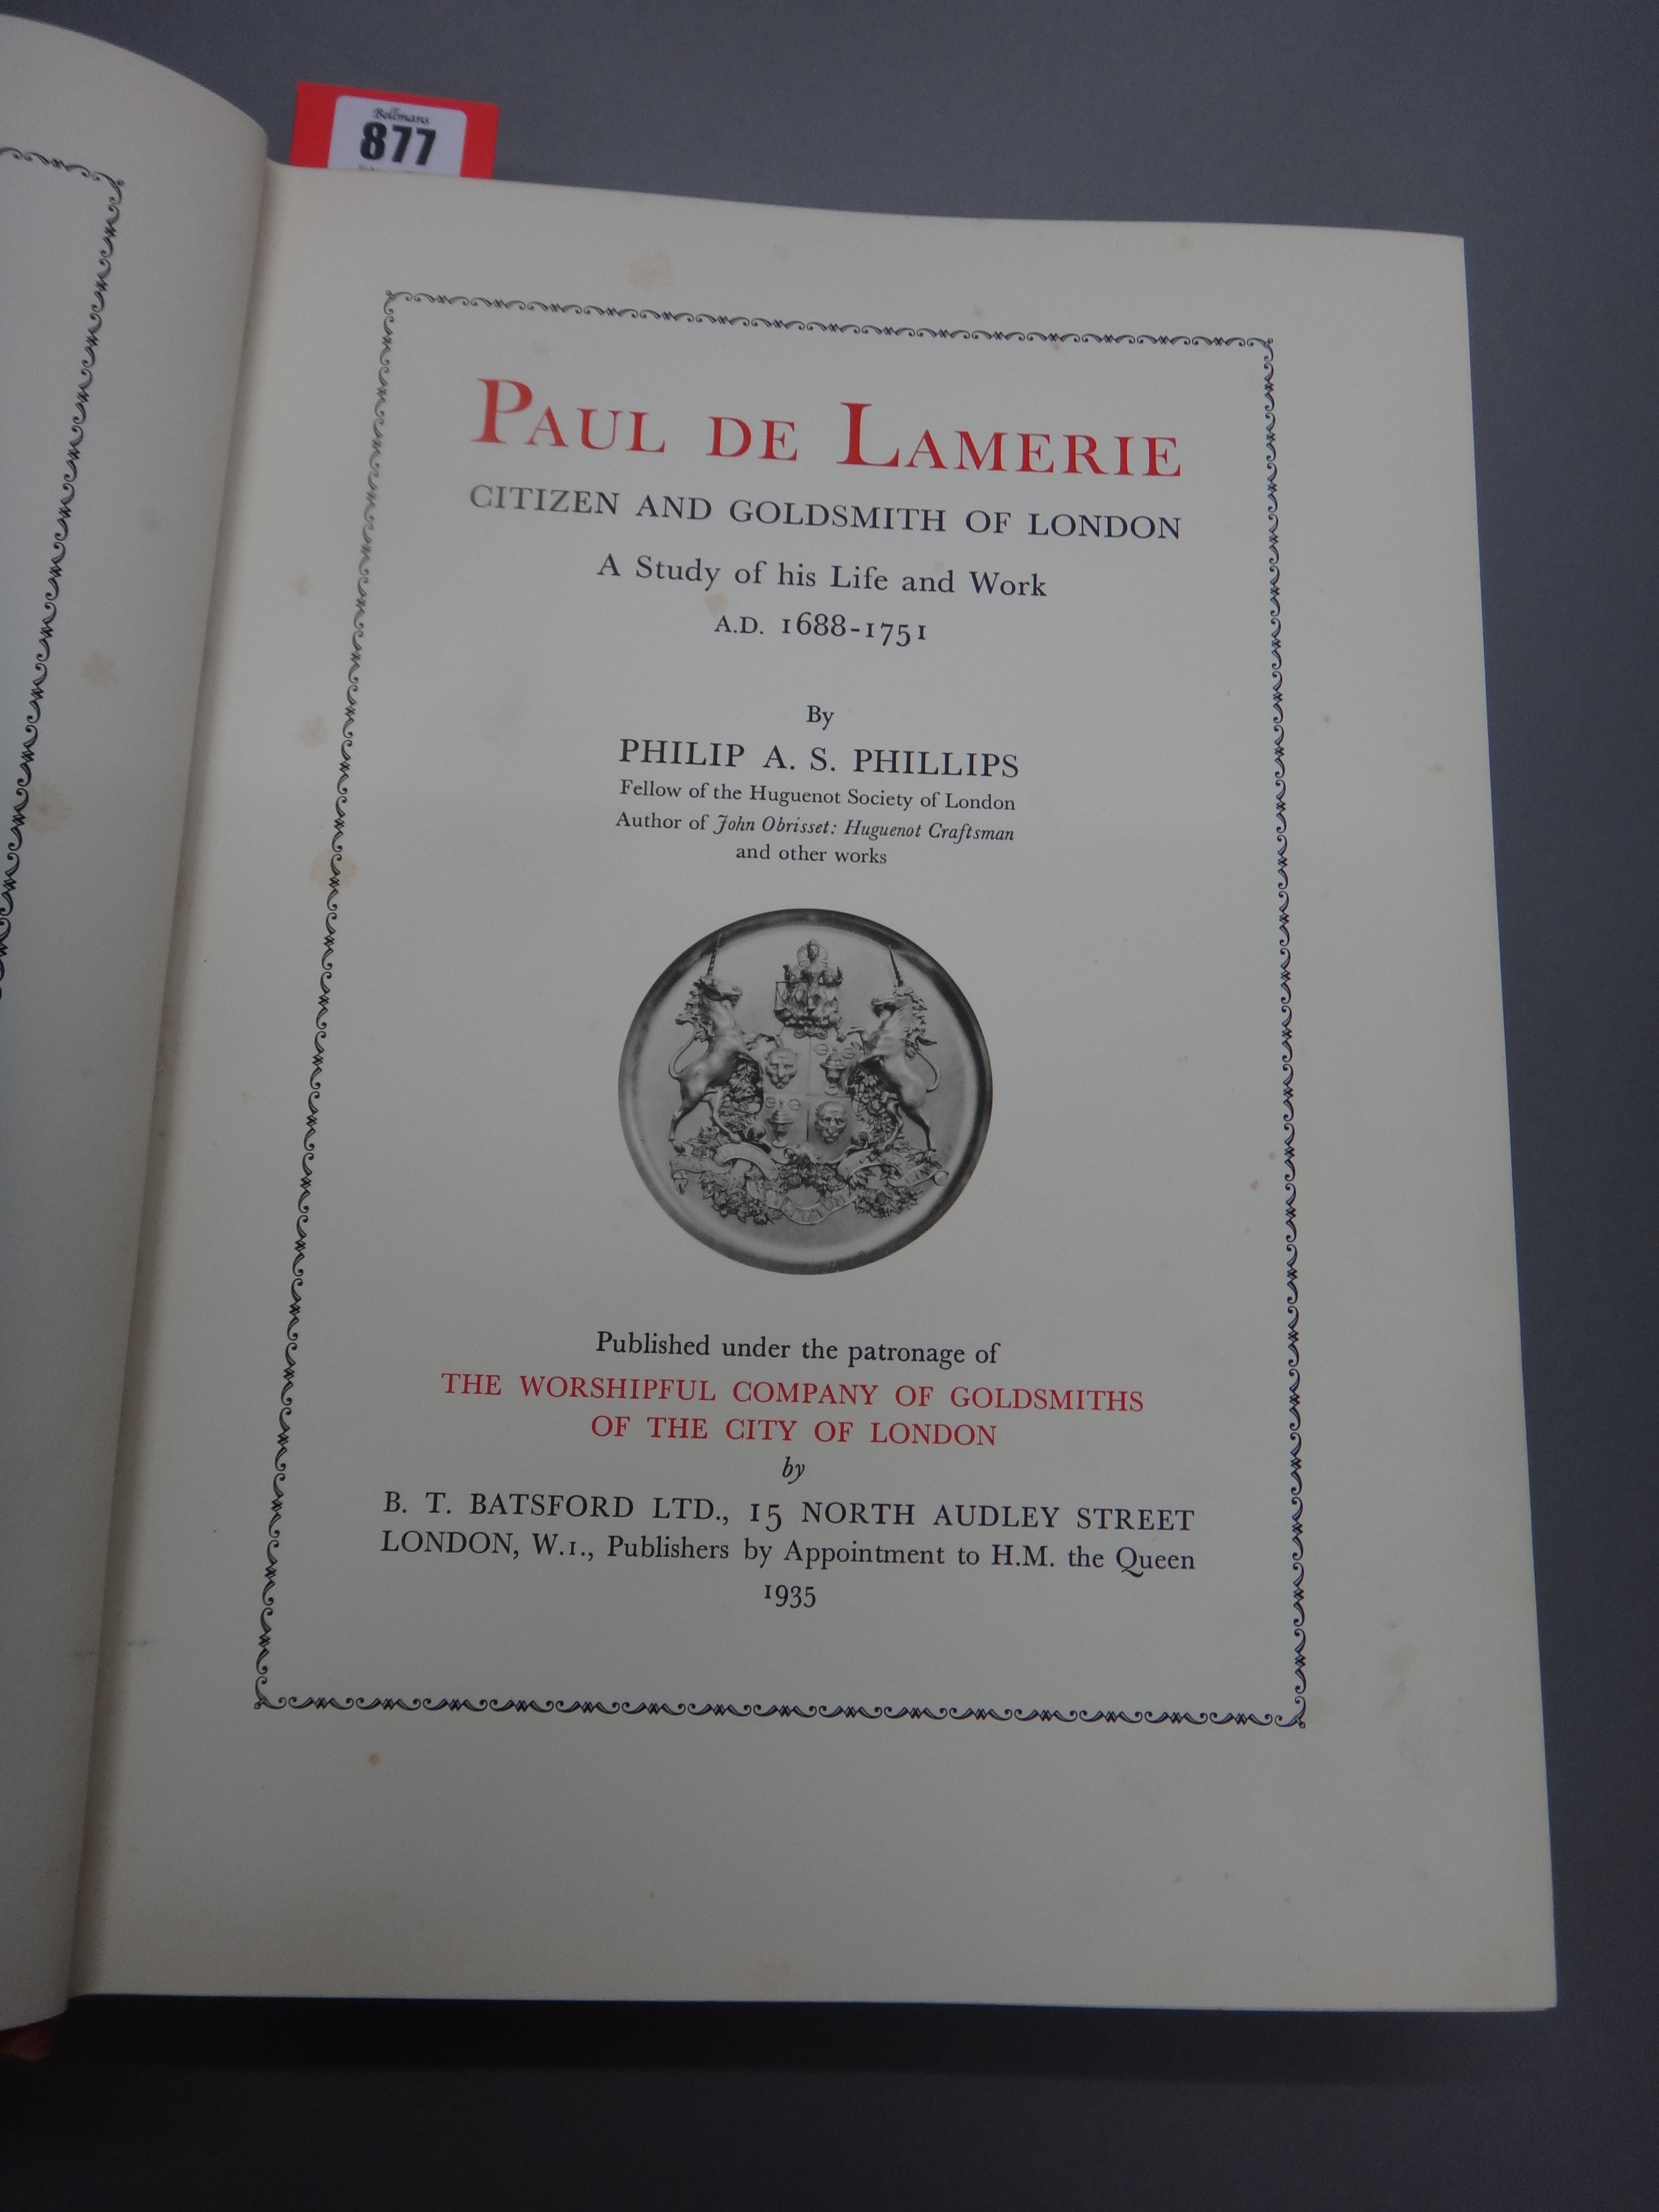 Bellmans
877
PAUL DE LAMERIE
CITIZEN AND GOLDSMITH OF LONDON
A Study of his Life and Work
A.D. 1688-1751
By
PHILIP A. S. PHILLIPS
Fellow of the Huguenot Society of London
Author of John Obrisset: Huguenot Craftsman
and other works
Published under the patronage of
THE WORSHIPFUL COMPANY OF GOLDSMITHS
OF THE CITY OF LONDON
by
B. T. BATSFORD LTD., 15 NORTH AUDLEY STREET
LONDON, W.1., Publishers by Appointment to H.M. the Queen
1935